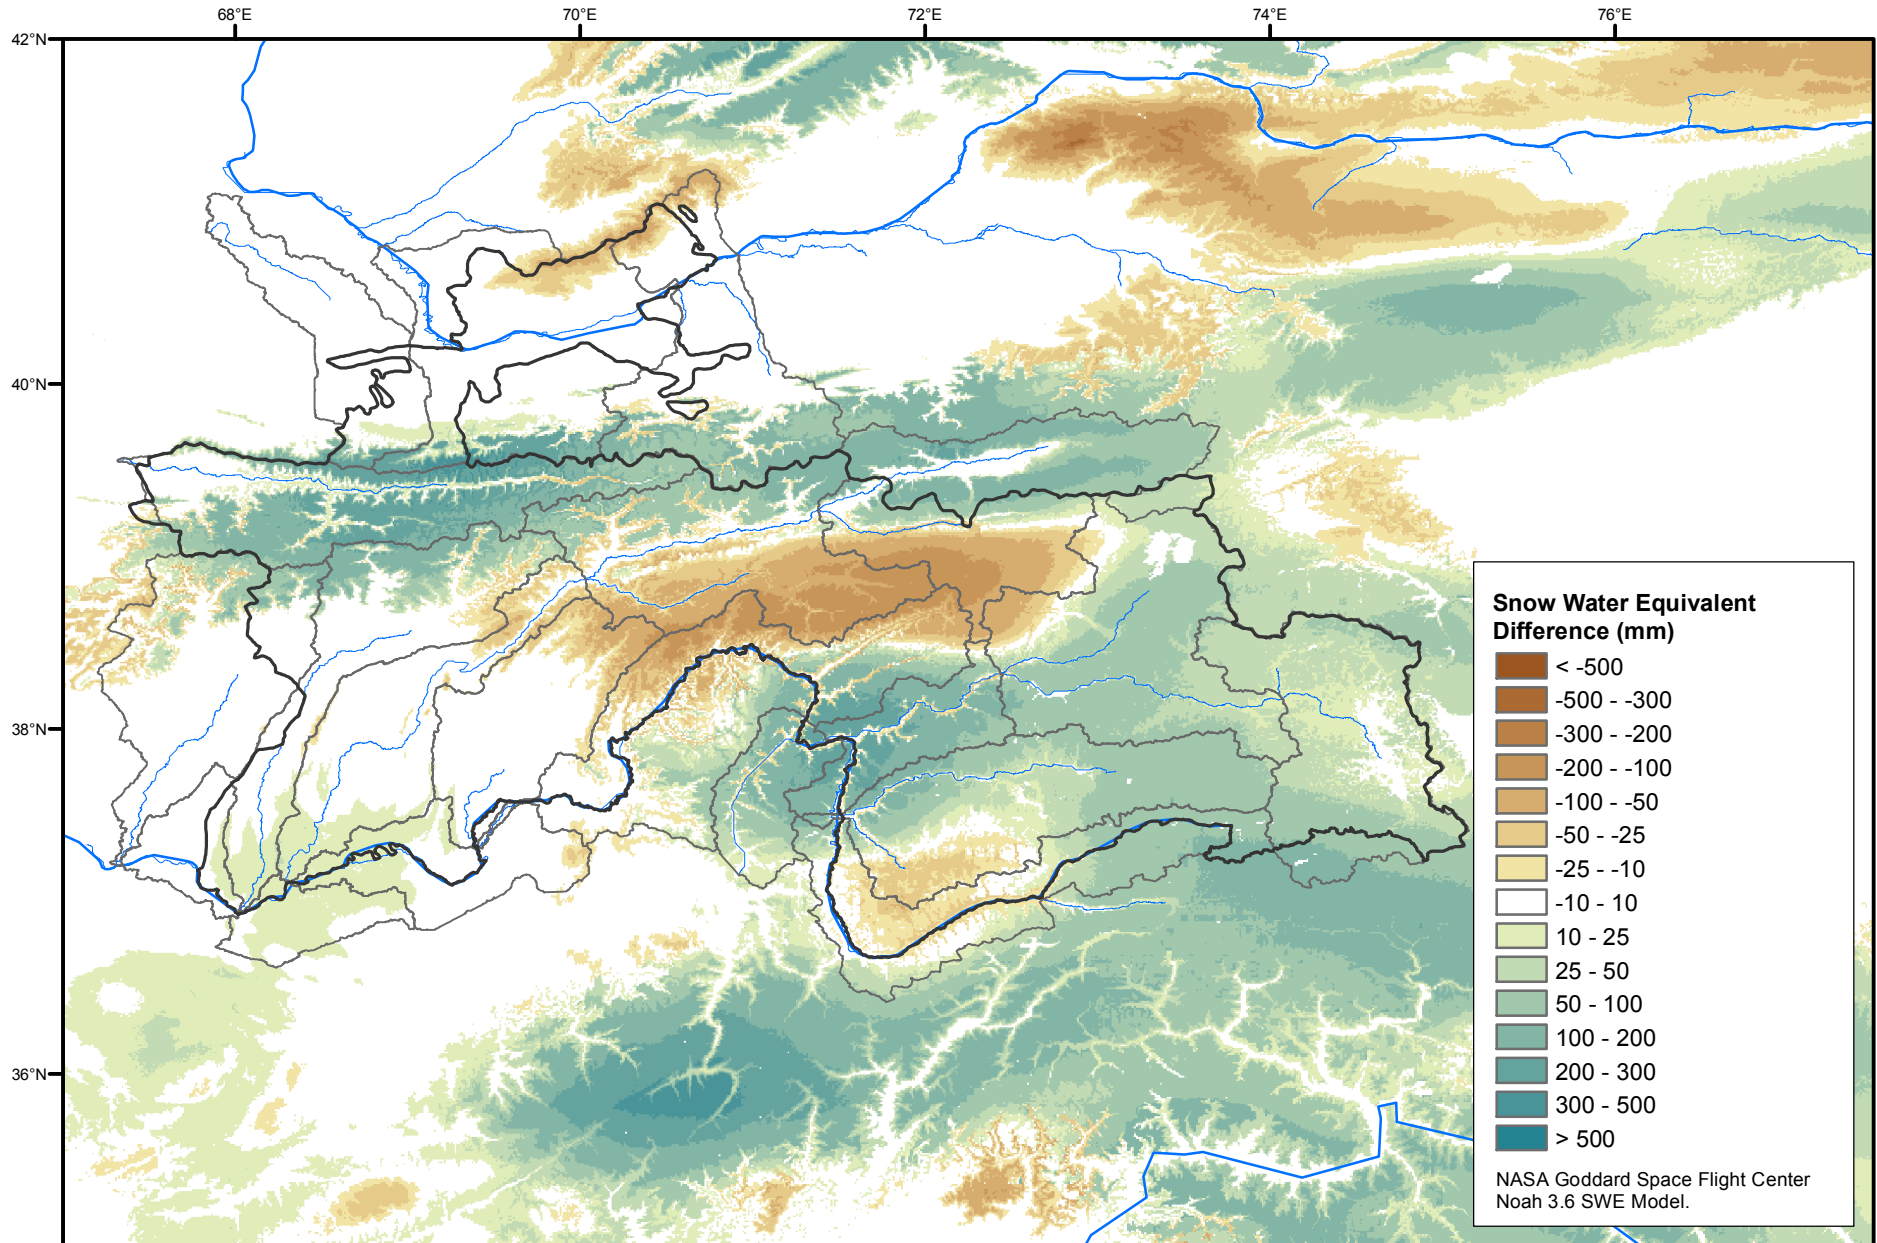 68°E 70°E 72°E 74°E 76°E
42°N
40°N
38°N
36°N
Snow Water Equivalent
Difference (mm)
< -500
-500 - -300
-300 - -200
-200 - -100
-100 - -50
-50 - -25
-25 - -10
-10 - 10
10 - 25
25 - 50
50 - 100
100 - 200
200 - 300
300 - 500
> 500
NASA Goddard Space Flight Center
Noah 3.6 SWE Model.